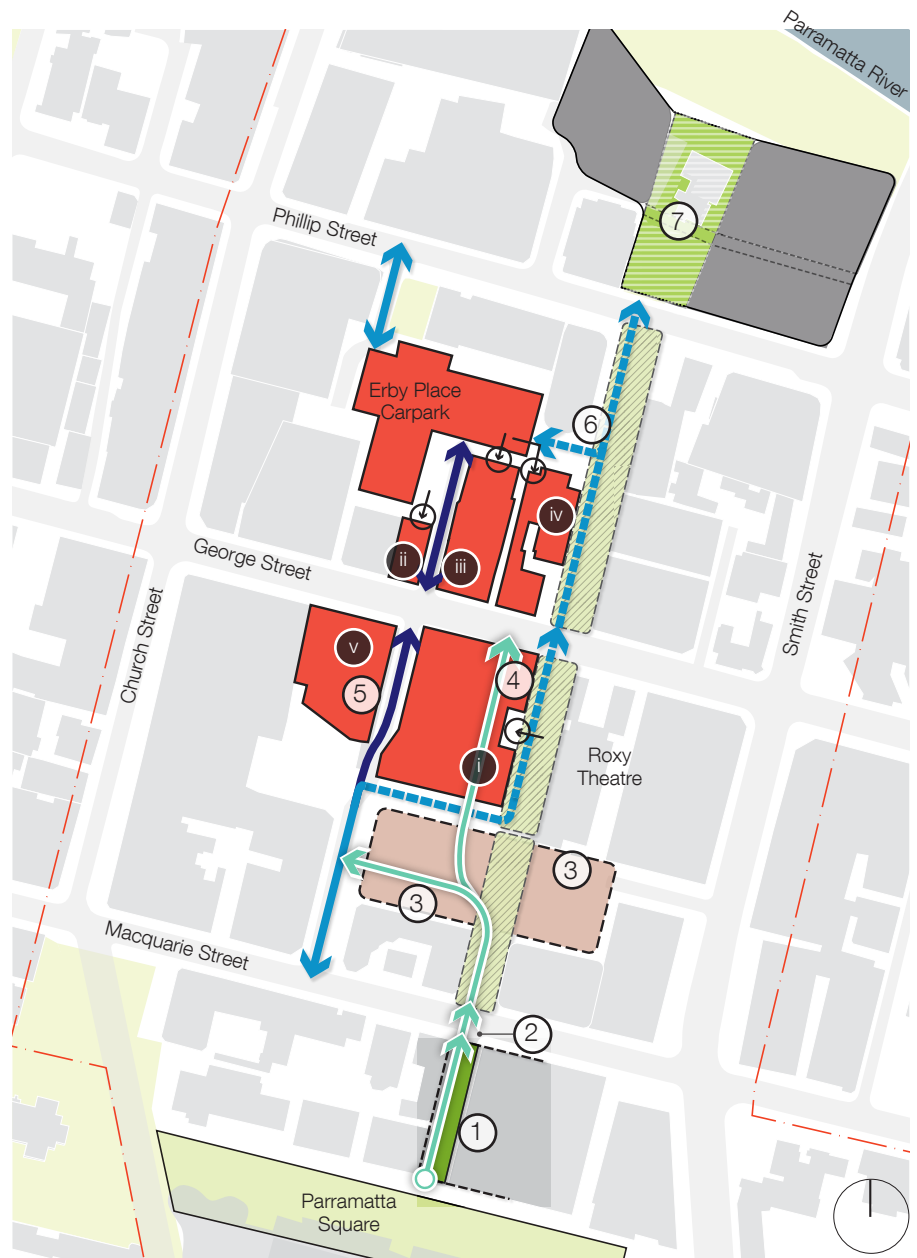 Parramatta River
Phillip Street
7
Erby Place
Carpark
6
iv
George Street
ii
iii
Smith Street
Church Street
v
5
4
i
Roxy
Theatre
3
3
Macquarie Street
2
1
Parramatta
Square